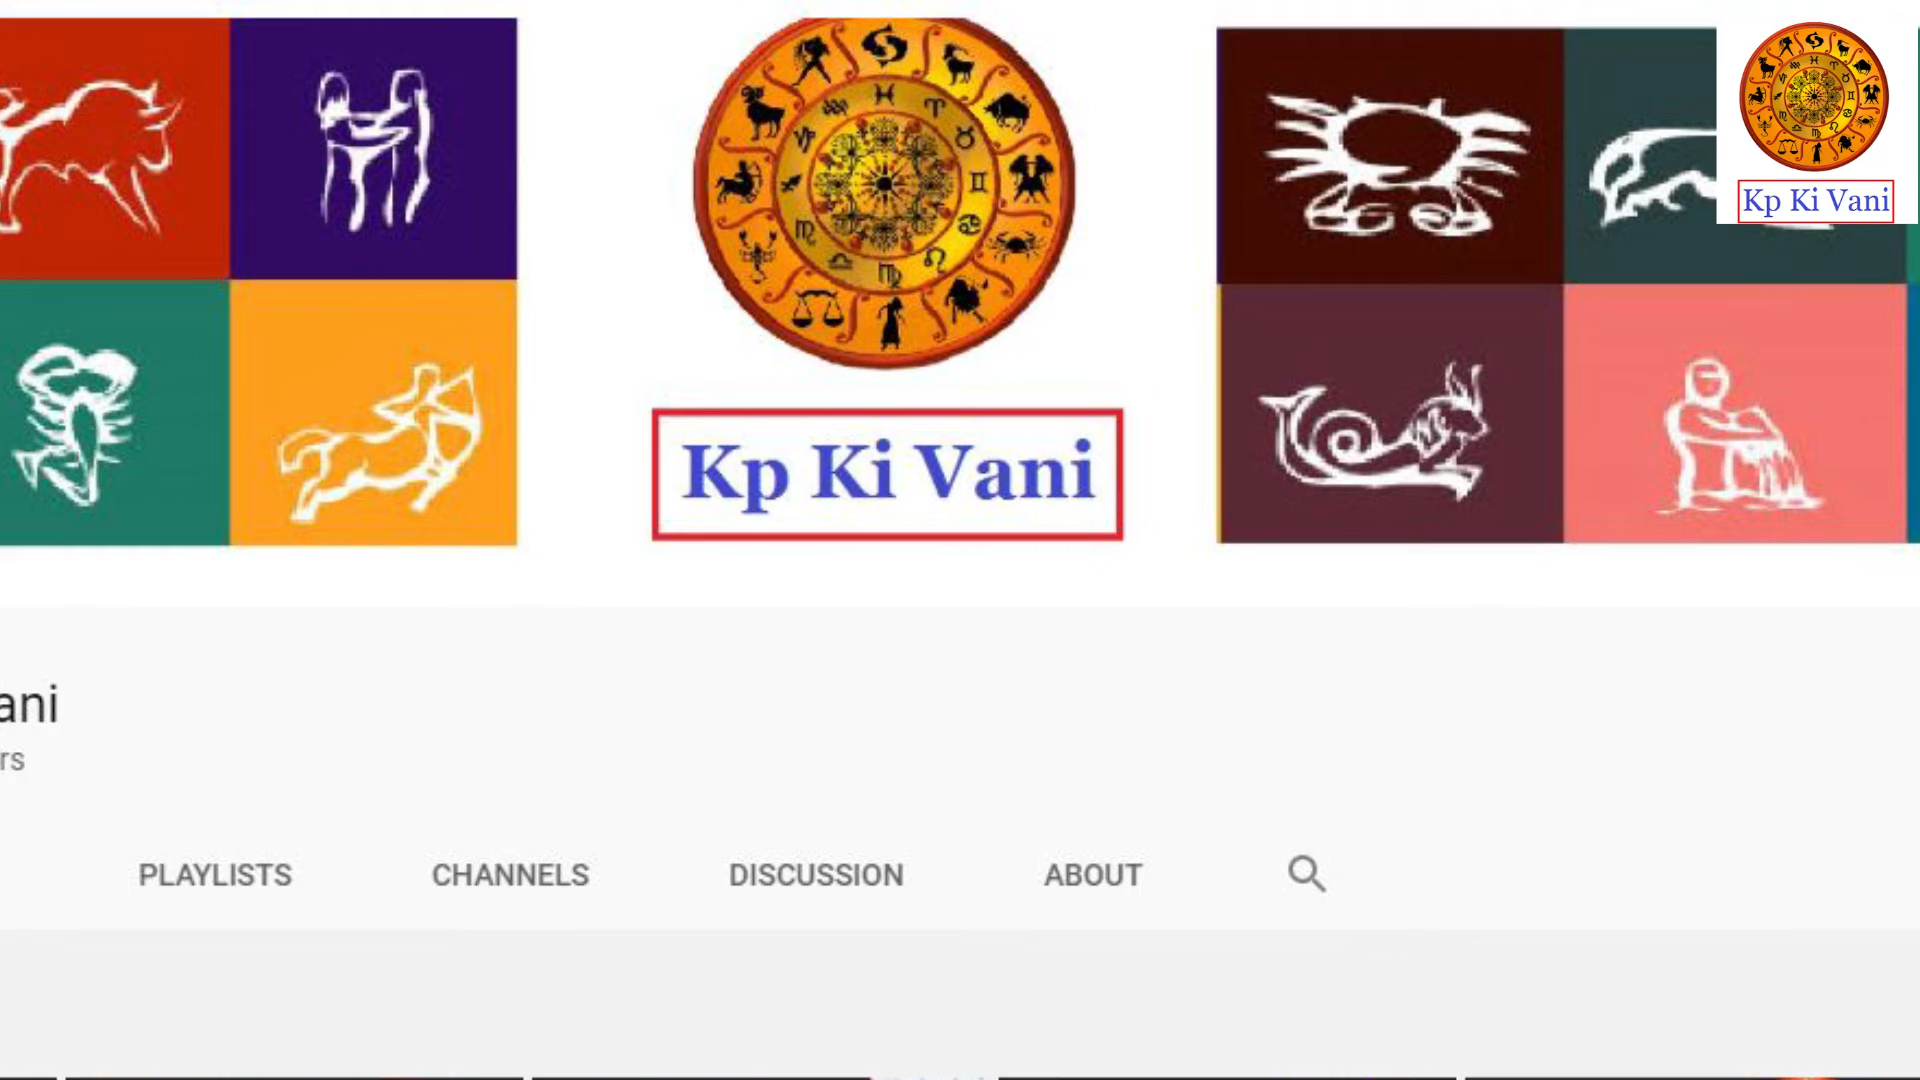 Kp Ki Vani
Kp Ki Vani
ani
rs
PLAYLISTS CHANNELS DISCUSSION ABOUT